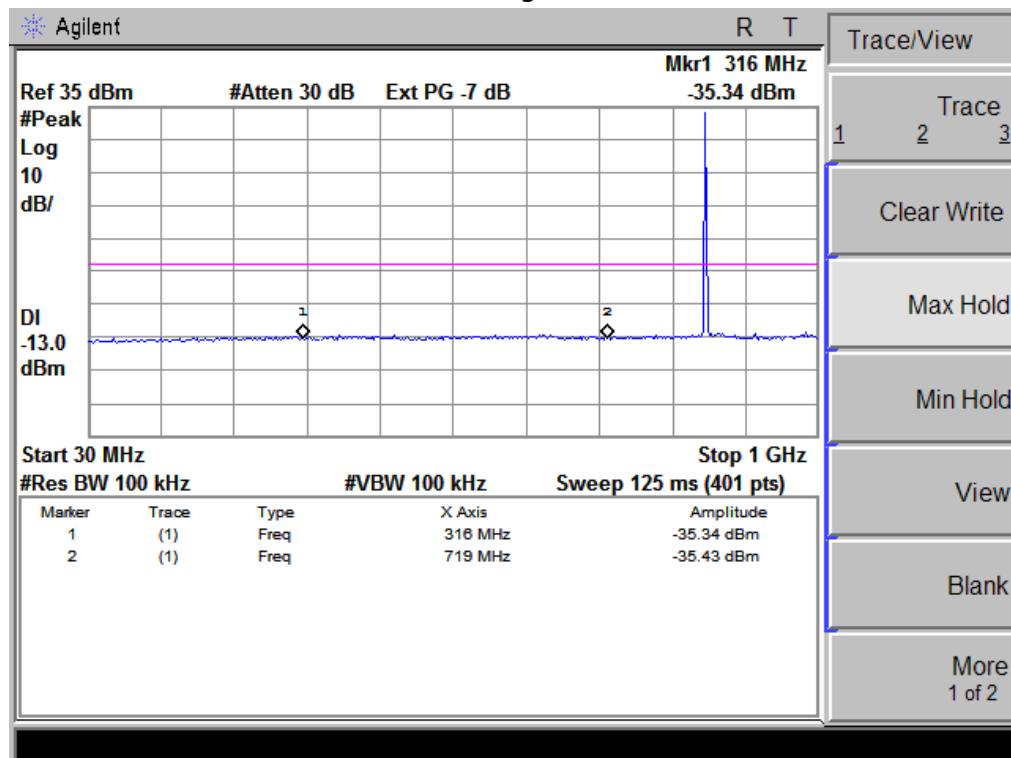 Agilent R T
Mkr1 316 MHz
Ref 35 dBm #Atten 30 dB Ext PG -7 dB -35.34 dBm
#Peak
Log
10
dB/
1 2
DI
-13.0
dBm
Start 30 MHz Stop 1 GHz
#Res BW 100 kHz #VBW 100 kHz Sweep 125 ms (401 pts)
Marker Trace Type X Axis Amplitude
1 (1) Freq 316 MHz -35.34 dBm
2 (1) Freq 719 MHz -35.43 dBm
Trace/View
Trace
1 2 3
Clear Write
Max Hold
Min Hold
View
Blank
More
1 of 2